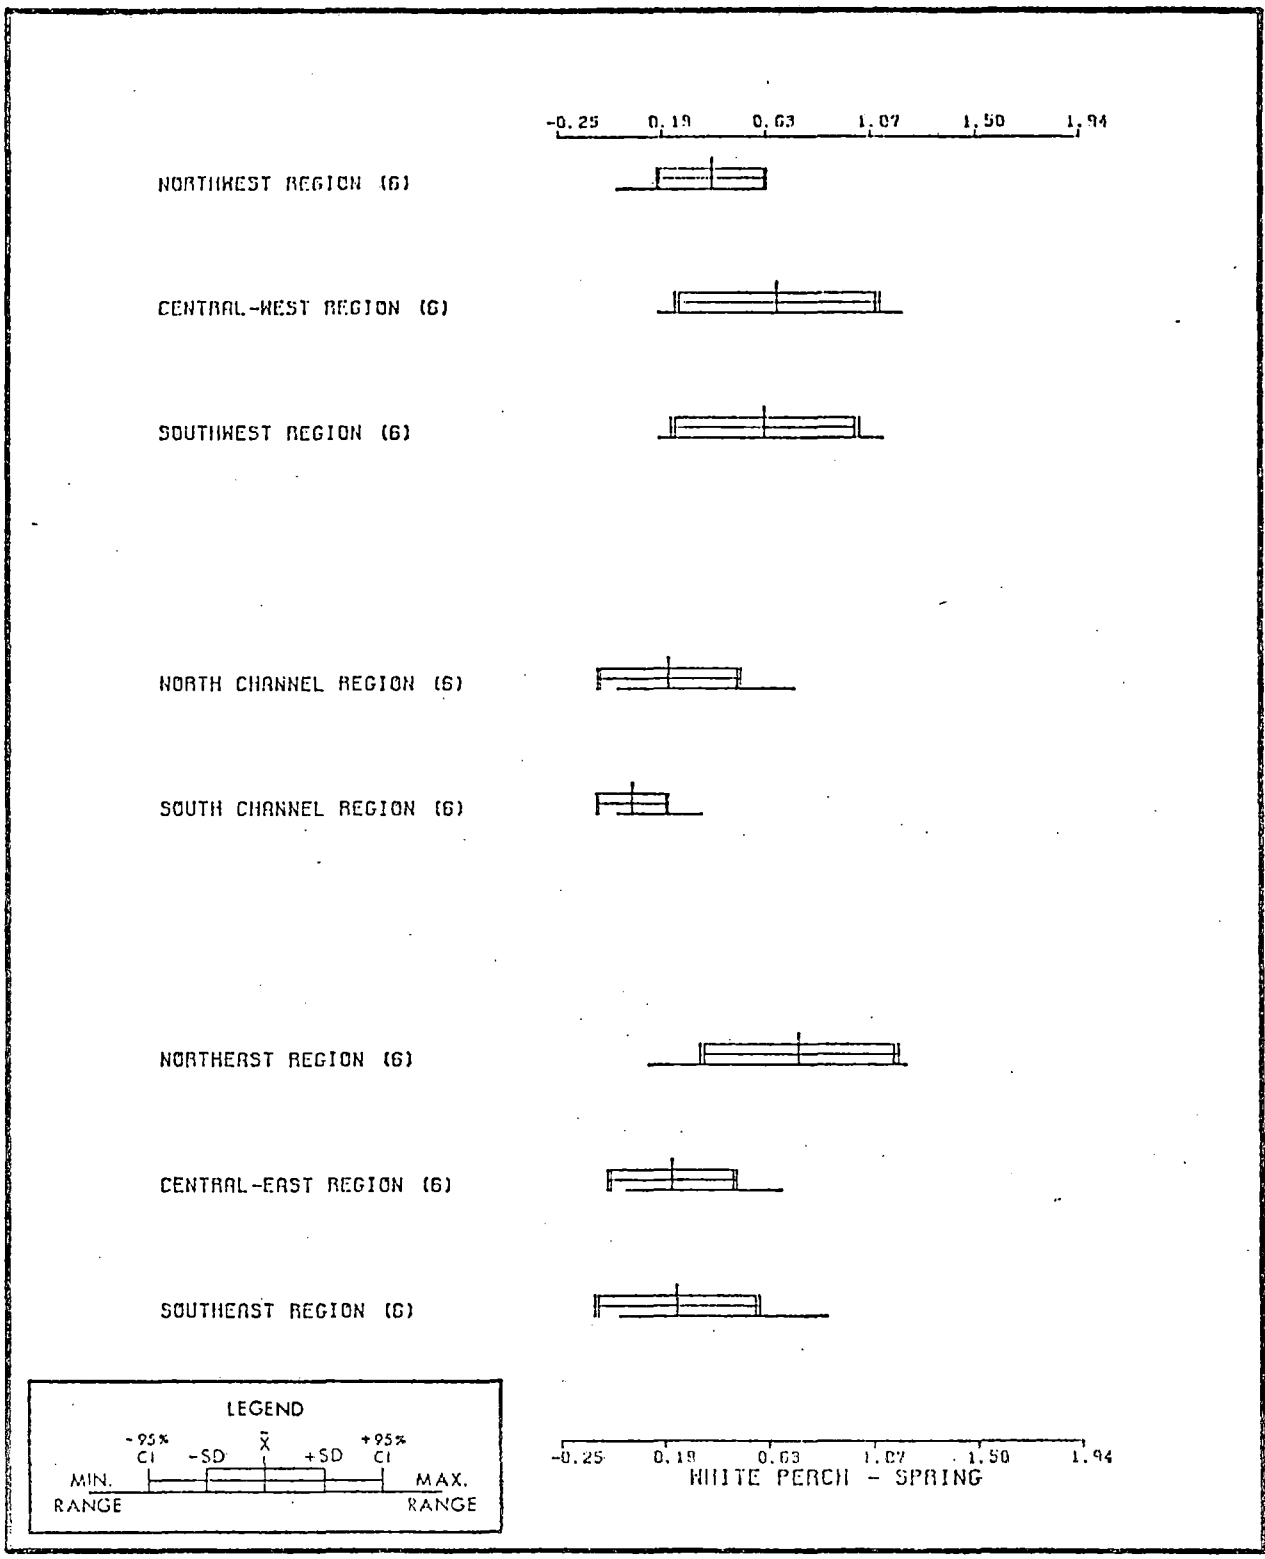 -0.25 0.19 0.63 1.07 1.50 1.94
NORTHWEST REGION (6)
CENTRAL-WEST REGION (6)
SOUTHWEST REGION (6)
NORTH CHANNEL REGION (6)
SOUTH CHANNEL REGION (6)
NORTHEAST REGION (6)
CENTRAL-EAST REGION (6)
SOUTHEAST REGION (6)
LEGEND
-95% X̄ +95%
CI -SD +SD CI
MIN. MAX.
RANGE RANGE
-0.25 0.19 0.63 1.07 1.50 1.94
WHITE PERCH - SPRING